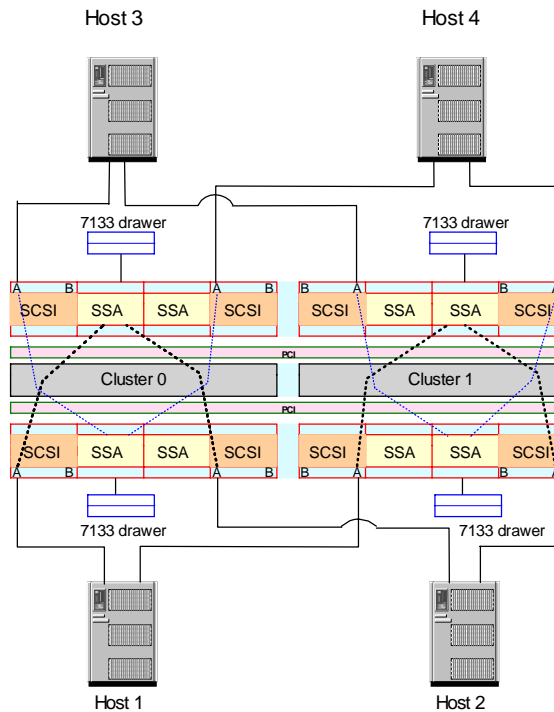 Host 3 Host 4
7133 drawer 7133 drawer
A B A B B A B A
SCSI SSA SSA SCSI SCSI SSA SSA SCSI
PCI
Cluster 0 Cluster 1
PCI
SCSI SSA SSA SCSI SCSI SSA SSA SCSI
A B A B B A B A
7133 drawer 7133 drawer
Host 1 Host 2